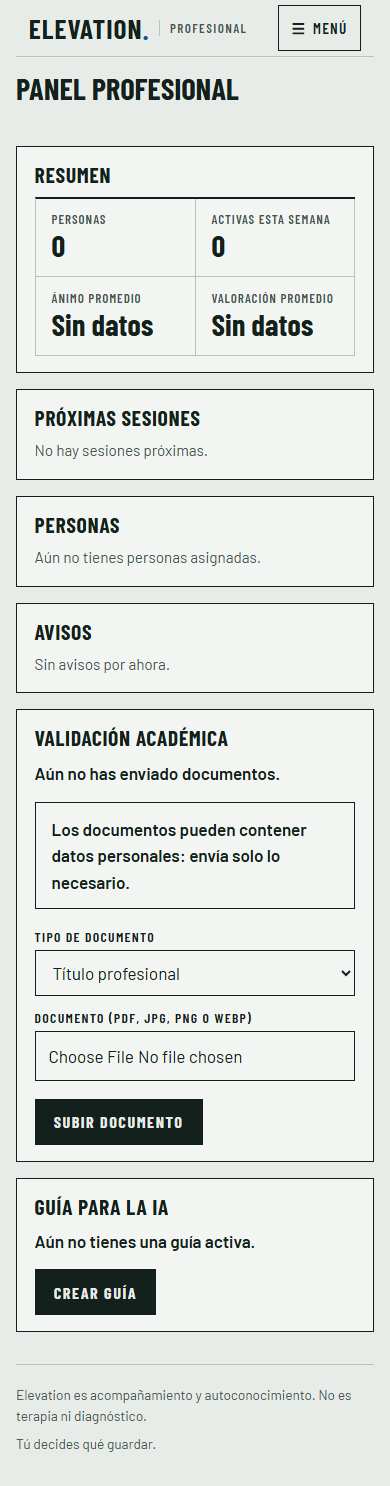 ELEVATION. PROFESIONAL ☰ MENÚ
PANEL PROFESIONAL
RESUMEN
PERSONAS
0
ACTIVAS ESTA SEMANA
0
ÁNIMO PROMEDIO
Sin datos
VALORACIÓN PROMEDIO
Sin datos
PRÓXIMAS SESIONES
No hay sesiones próximas.
PERSONAS
Aún no tienes personas asignadas.
AVISOS
Sin avisos por ahora.
VALIDACIÓN ACADÉMICA
Aún no has enviado documentos.
Los documentos pueden contener
datos personales: envía solo lo
necesario.
TIPO DE DOCUMENTO
Título profesional
DOCUMENTO (PDF, JPG, PNG O WEBP)
Choose File No file chosen
SUBIR DOCUMENTO
GUÍA PARA LA IA
Aún no tienes una guía activa.
CREAR GUÍA
Elevation es acompañamiento y autoconocimiento. No es
terapia ni diagnóstico.
Tú decides qué guardar.